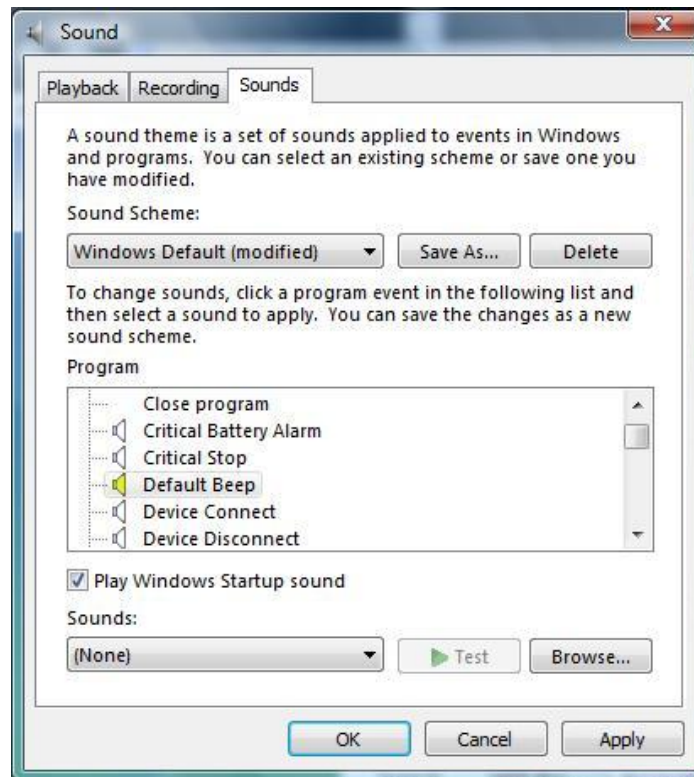 Sound
Playback Recording Sounds
A sound theme is a set of sounds applied to events in Windows
and programs. You can select an existing scheme or save one you
have modified.
Sound Scheme:
Windows Default (modified) Save As... Delete
To change sounds, click a program event in the following list and
then select a sound to apply. You can save the changes as a new
sound scheme.
Program
Close program
Critical Battery Alarm
Critical Stop
Default Beep
Device Connect
Device Disconnect
Play Windows Startup sound
Sounds:
(None) Test Browse...
OK Cancel Apply